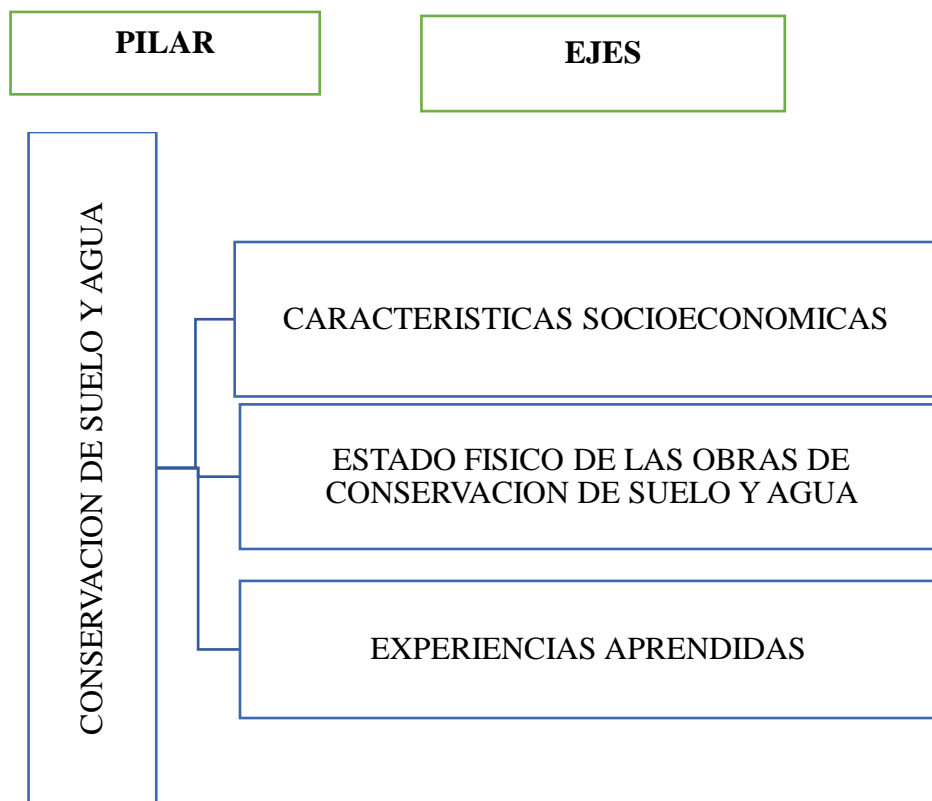 PILAR
EJES
CONSERVACION DE SUELO Y AGUA
CARACTERISTICAS SOCIOECONOMICAS
ESTADO FISICO DE LAS OBRAS DE
CONSERVACION DE SUELO Y AGUA
EXPERIENCIAS APRENDIDAS